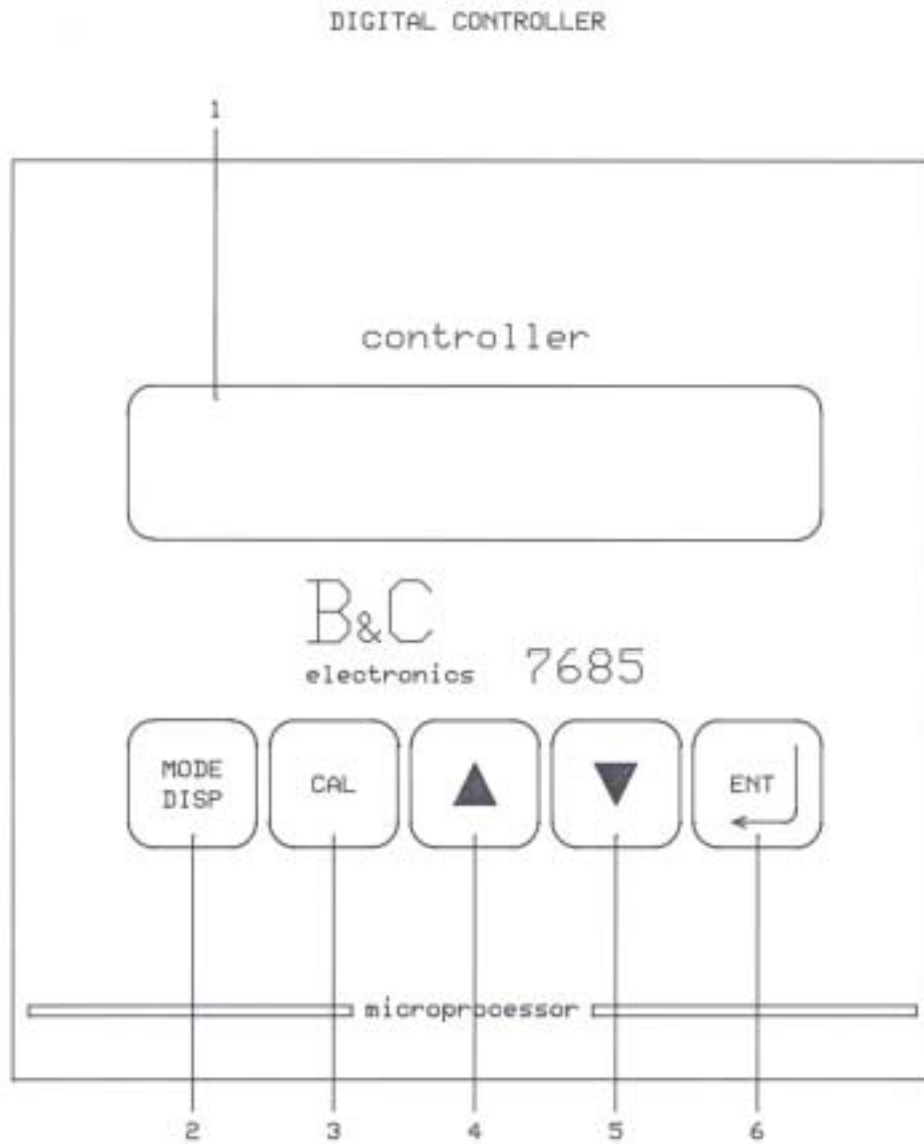 DIGITAL CONTROLLER
1
controller
B&C
electronics 7685
MODE
DISP
CAL
▲
▼
ENT
microprocessor
2 3 4 5 6